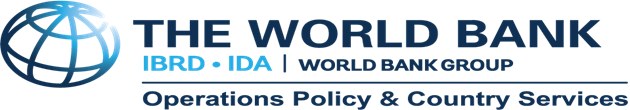 THE WORLD BANK
IBRD • IDA | WORLD BANK GROUP
Operations Policy & Country Services